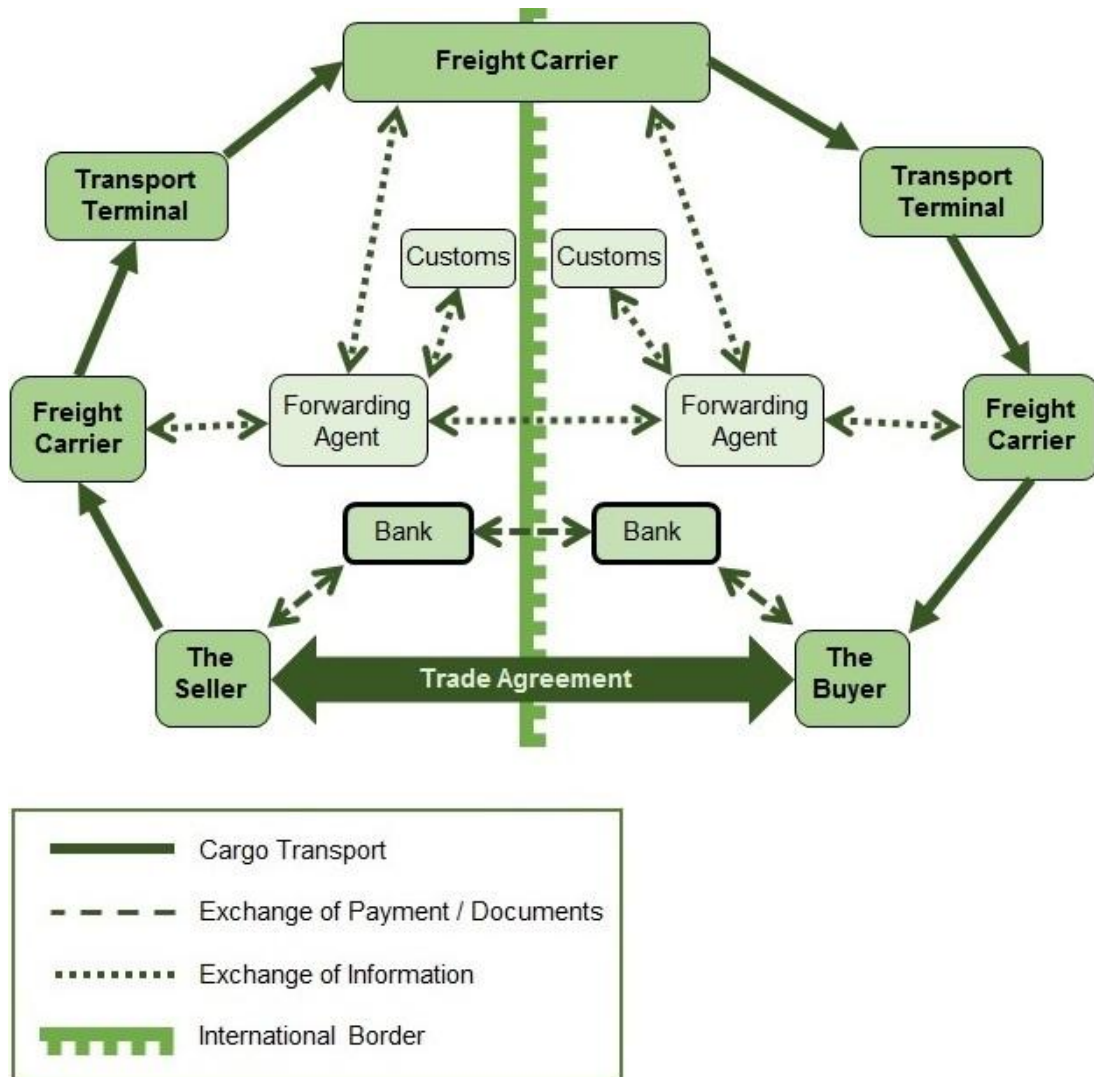 Freight Carrier
Transport
Terminal
Transport
Terminal
Customs
Customs
Freight
Carrier
Forwarding
Agent
Forwarding
Agent
Freight
Carrier
Bank
Bank
The
Seller
Trade Agreement
The
Buyer
Cargo Transport
Exchange of Payment / Documents
Exchange of Information
International Border